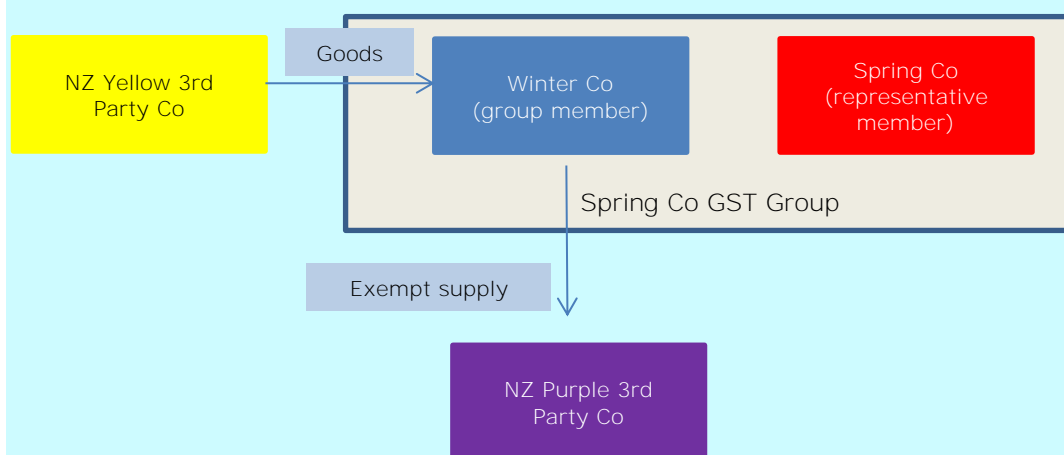 Goods
NZ Yellow 3rd
Party Co
Winter Co
(group member)
Spring Co
(representative
member)
Spring Co GST Group
Exempt supply
NZ Purple 3rd
Party Co